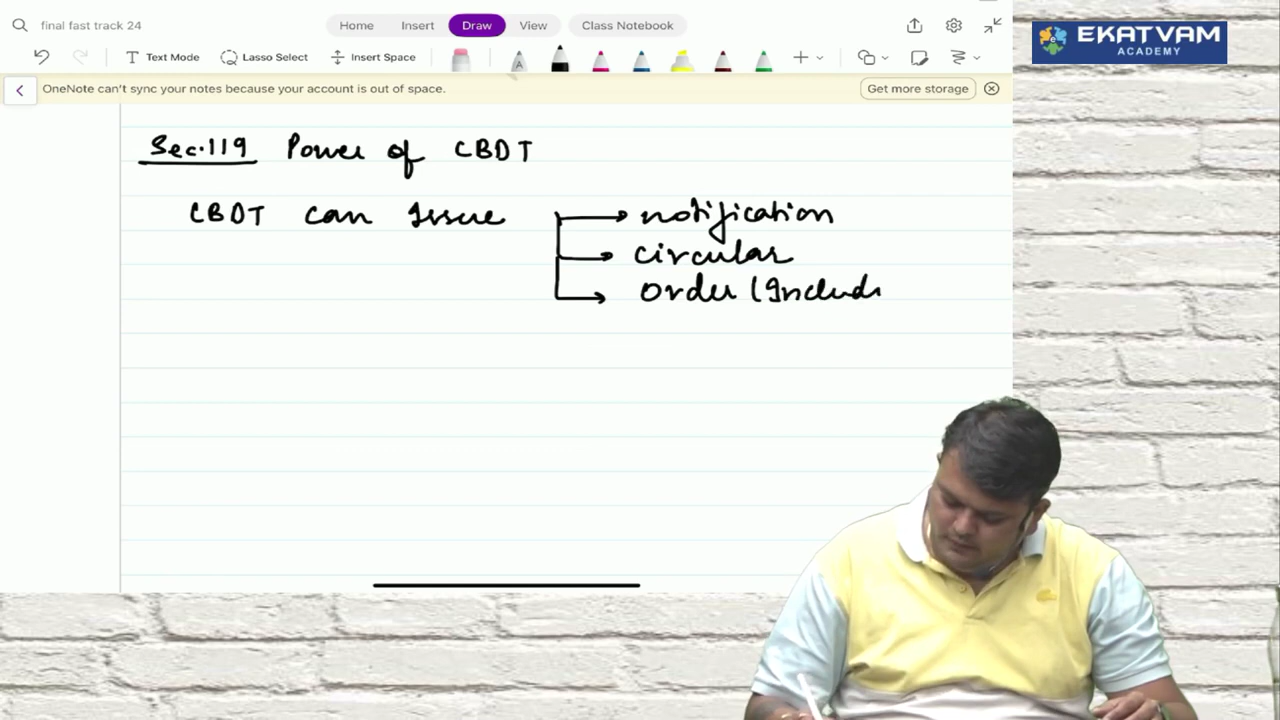 final fast track 24
Home Insert Draw View Class Notebook
Text Mode Lasso Select Insert Space
OneNote can't sync your notes because your account is out of space.
Get more storage
EKATVAM
ACADEMY
Sec.119 Power of CBDT
CBDT can Issue notification
circular
order (Includ